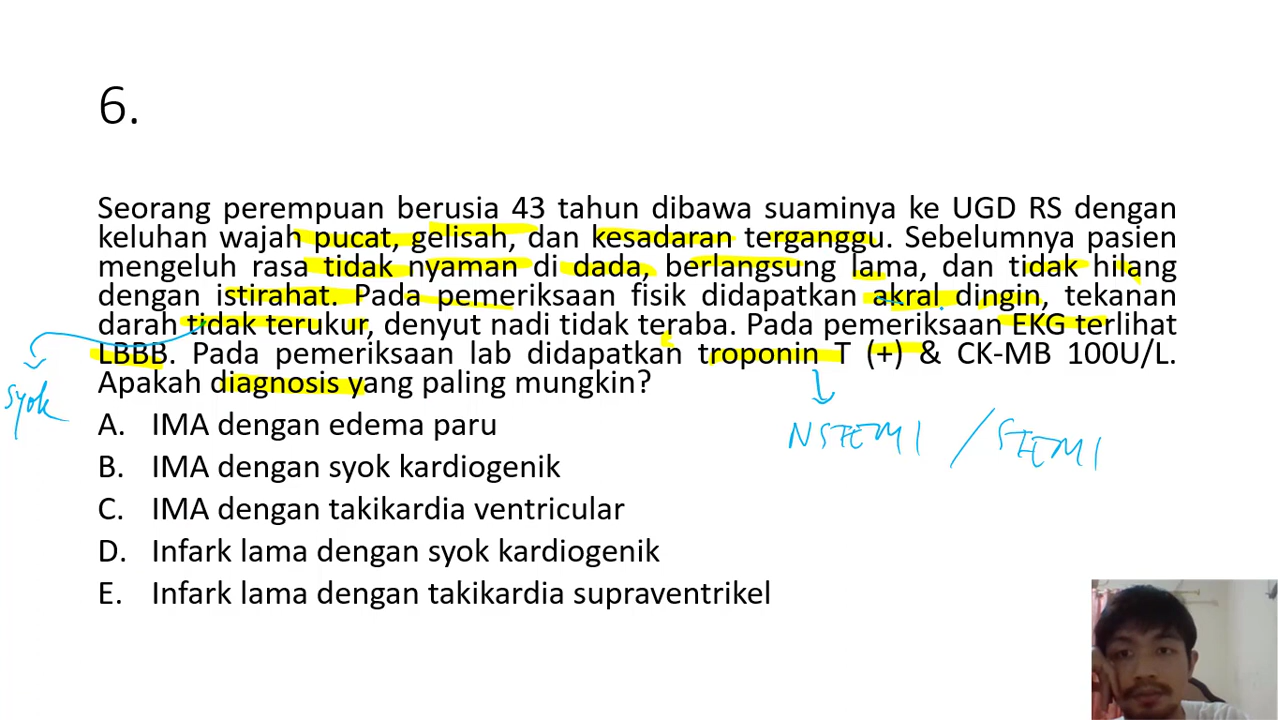 6.
Seorang perempuan berusia 43 tahun dibawa suaminya ke UGD RS dengan
keluhan wajah pucat, gelisah, dan kesadaran terganggu. Sebelumnya pasien
mengeluh rasa tidak nyaman di dada, berlangsung lama, dan tidak hilang
dengan istirahat. Pada pemeriksaan fisik didapatkan akral dingin, tekanan
darah tidak terukur, denyut nadi tidak teraba. Pada pemeriksaan EKG terlihat
LBBB. Pada pemeriksaan lab didapatkan troponin T (+) & CK-MB 100U/L.
Apakah diagnosis yang paling mungkin?
syok
A. IMA dengan edema paru
NSTEMI / STEMI
B. IMA dengan syok kardiogenik
C. IMA dengan takikardia ventricular
D. Infark lama dengan syok kardiogenik
E. Infark lama dengan takikardia supraventrikel